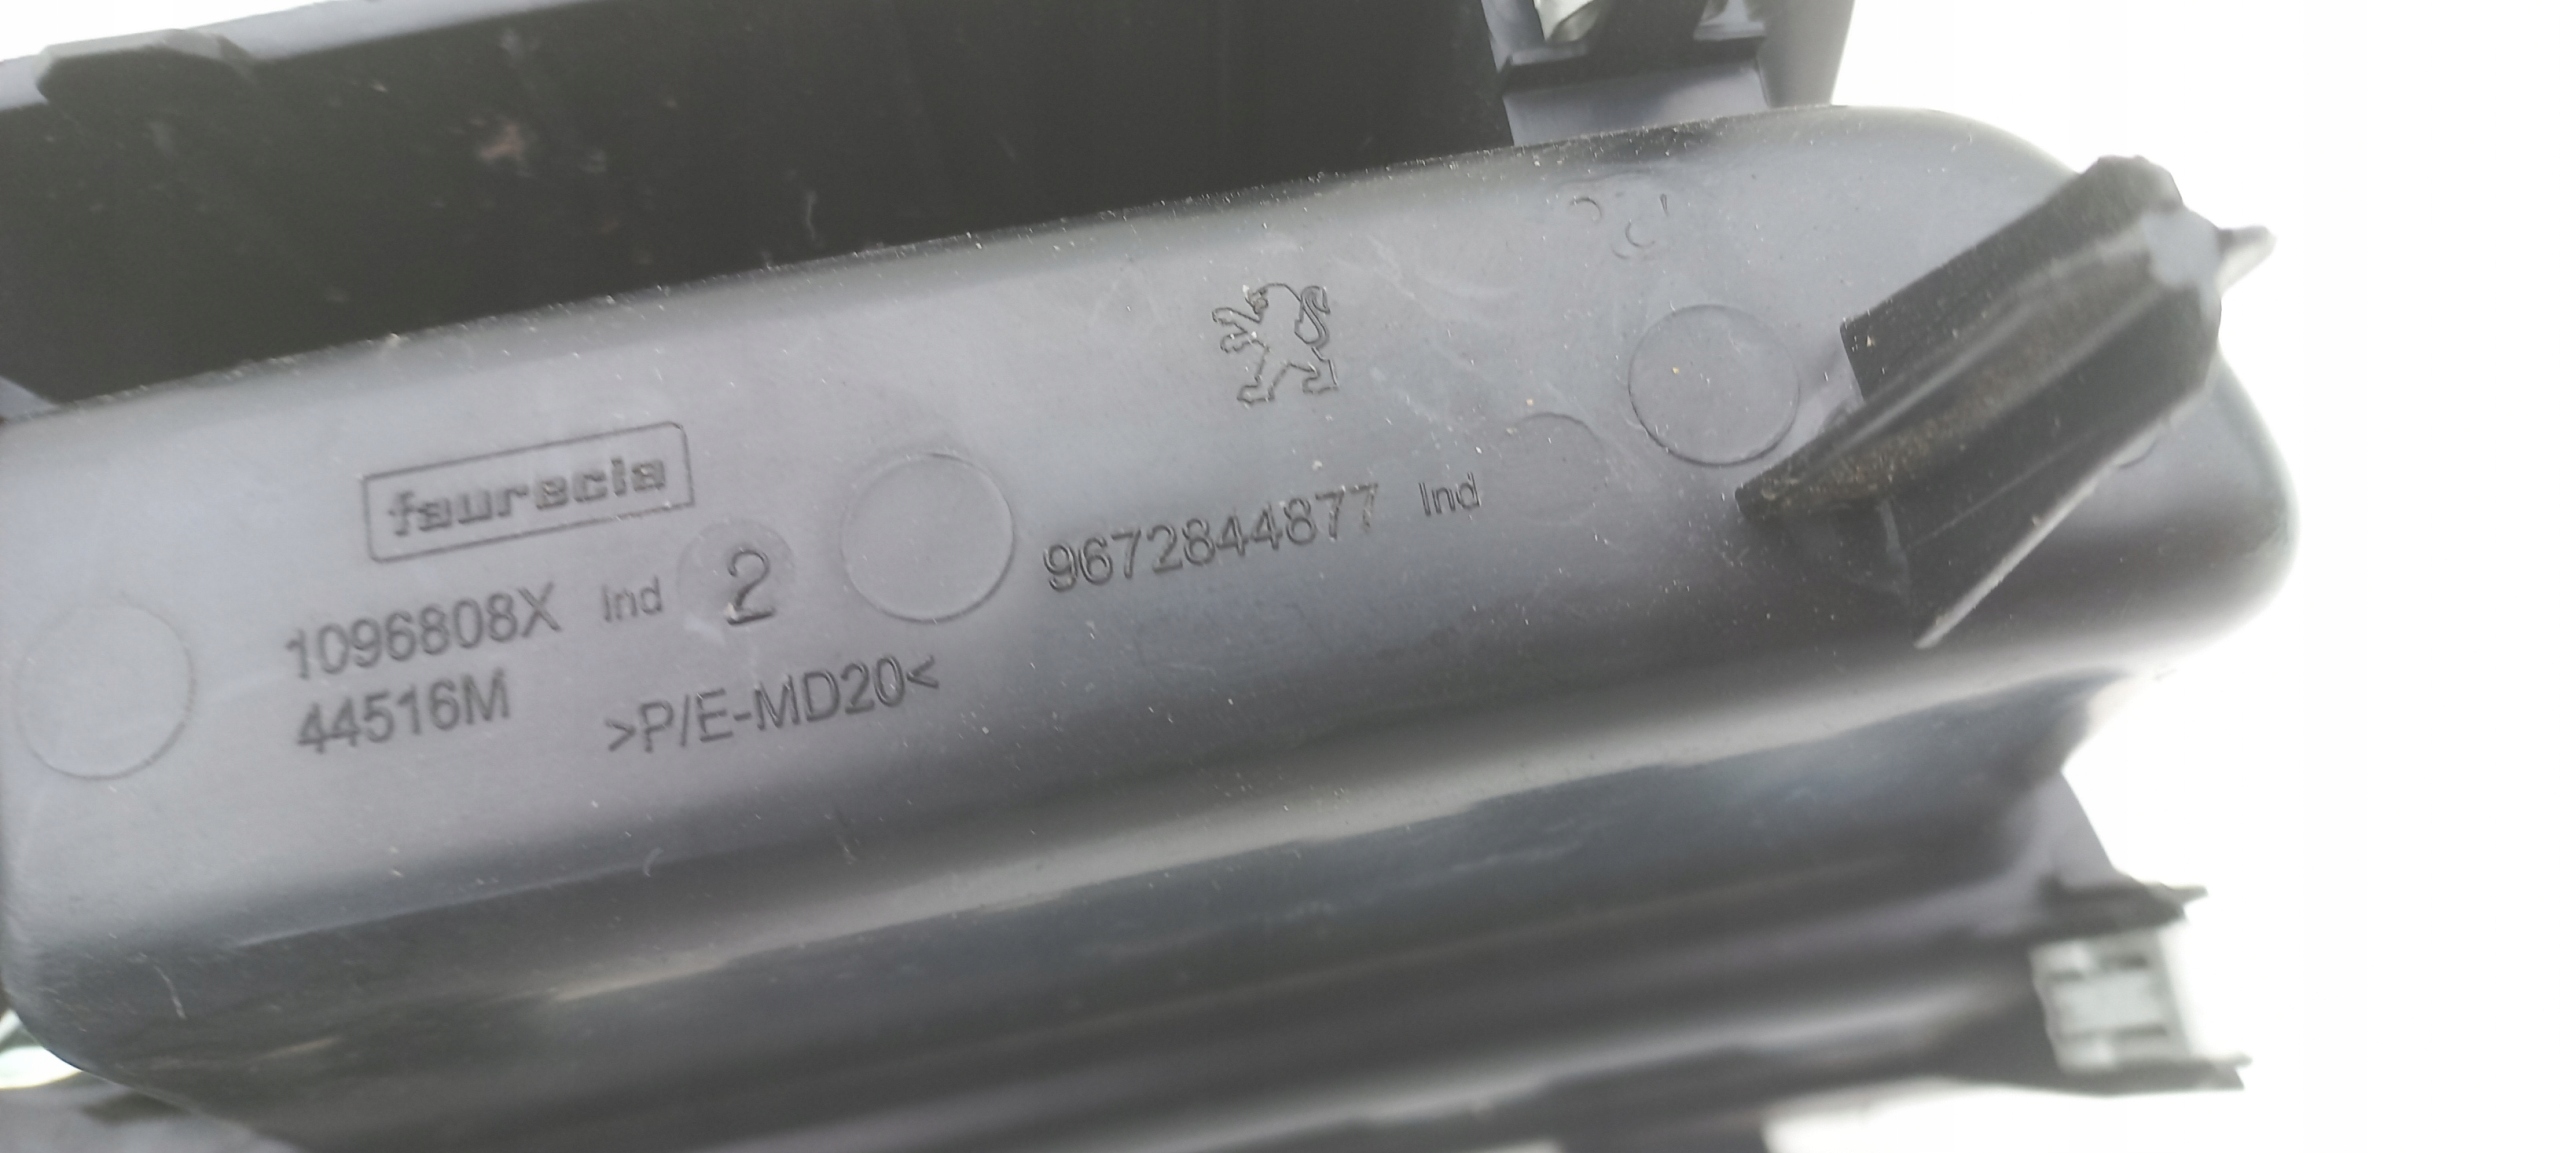 faurecia
1096808X Ind 2
44516M
>P/E-MD20<
9672844877 Ind